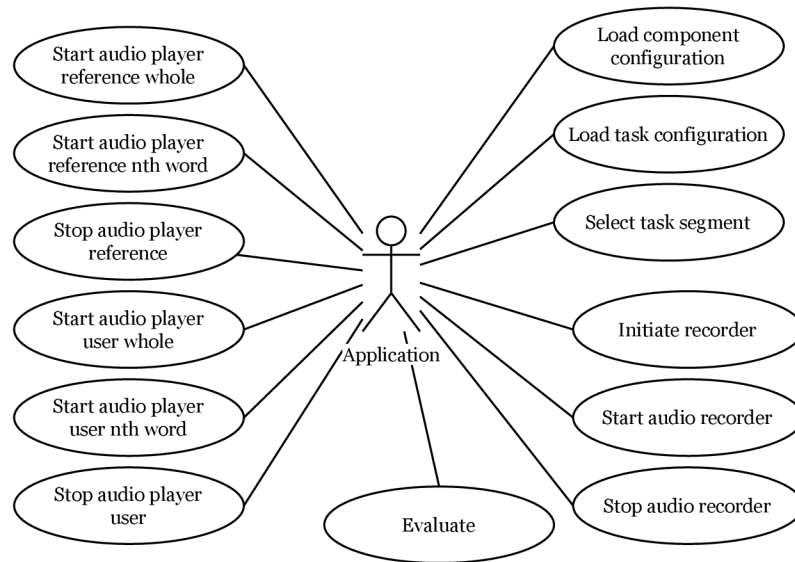 Start audio player
reference whole
Start audio player
reference nth word
Stop audio player
reference
Start audio player
user whole
Start audio player
user nth word
Stop audio player
user
Application
Evaluate
Load component
configuration
Load task configuration
Select task segment
Initiate recorder
Start audio recorder
Stop audio recorder